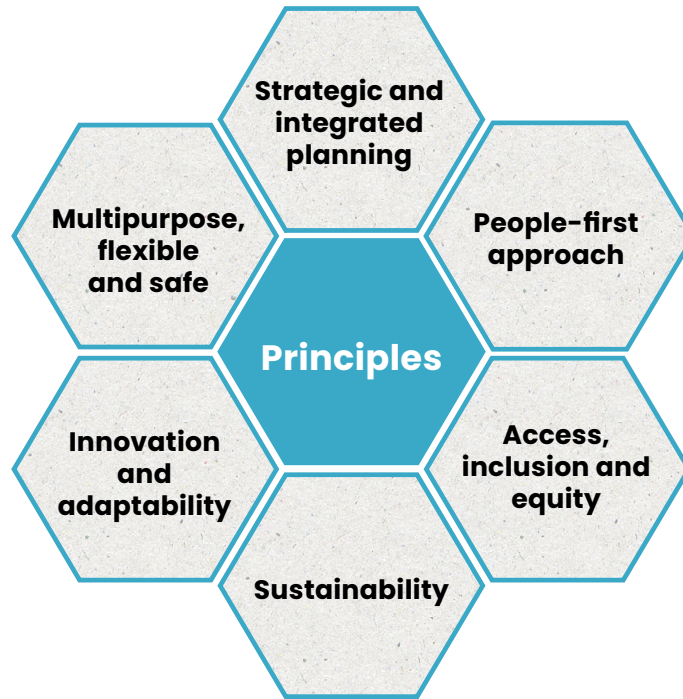 Strategic and
integrated
planning
People-first
approach
Access,
inclusion and
equity
Sustainability
Innovation
and
adaptability
Multipurpose,
flexible
and safe
Principles